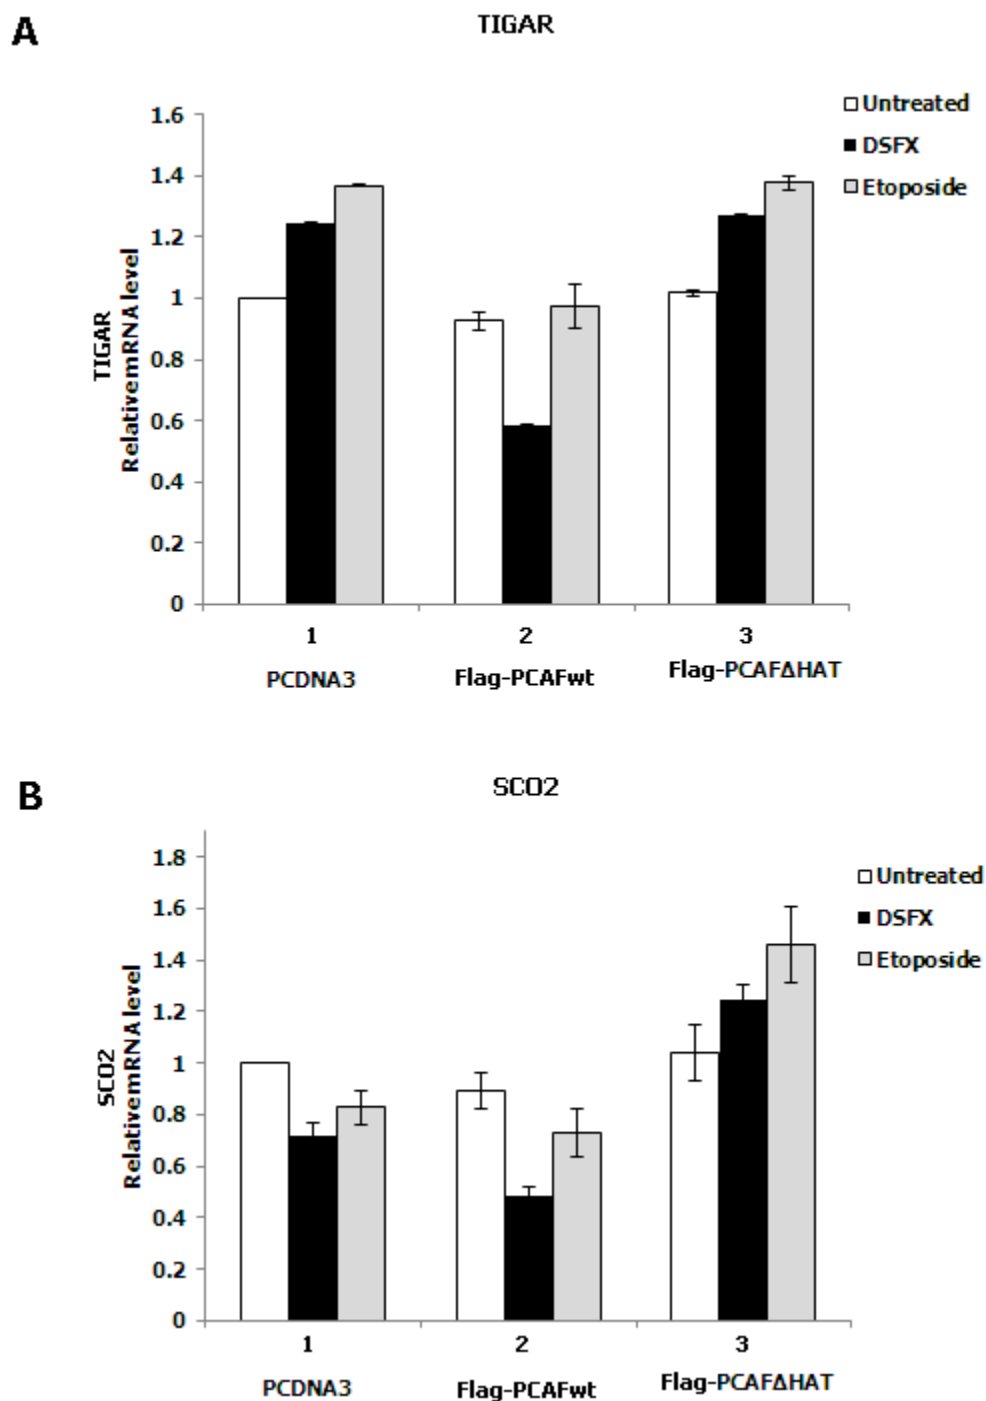 A
TIGAR
Untreated
DSFX
Etoposide
1.6
1.4
1.2
1
0.8
0.6
0.4
0.2
0
TIGAR
RelativemRNA level
1
2
3
PCDNA3
Flag-PCAFwt
Flag-PCAFΔHAT
B
SCO2
Untreated
DSFX
Etoposide
1.8
1.6
1.4
1.2
1
0.8
0.6
0.4
0.2
0
SCO2
RelativemRNA level
1
2
3
PCDNA3
Flag-PCAFwt
Flag-PCAFΔHAT